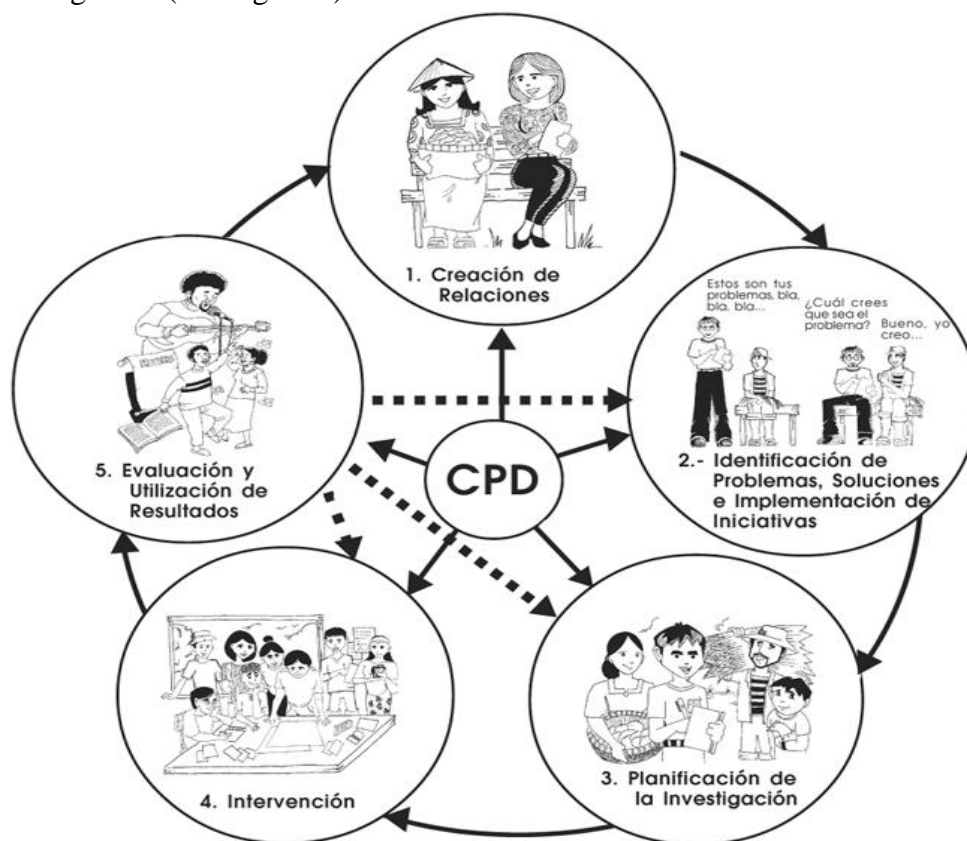 1. Creación de
Relaciones
Estos son tus
problemas, bla,
bla, bla...
¿Cuál crees
que sea el
problema?
Bueno, yo
creo...
2.- Identificación de
Problemas, Soluciones
e Implementación de
Iniciativas
CPD
5. Evaluación y
Utilización de
Resultados
3. Planificación de
la Investigación
4. Intervención